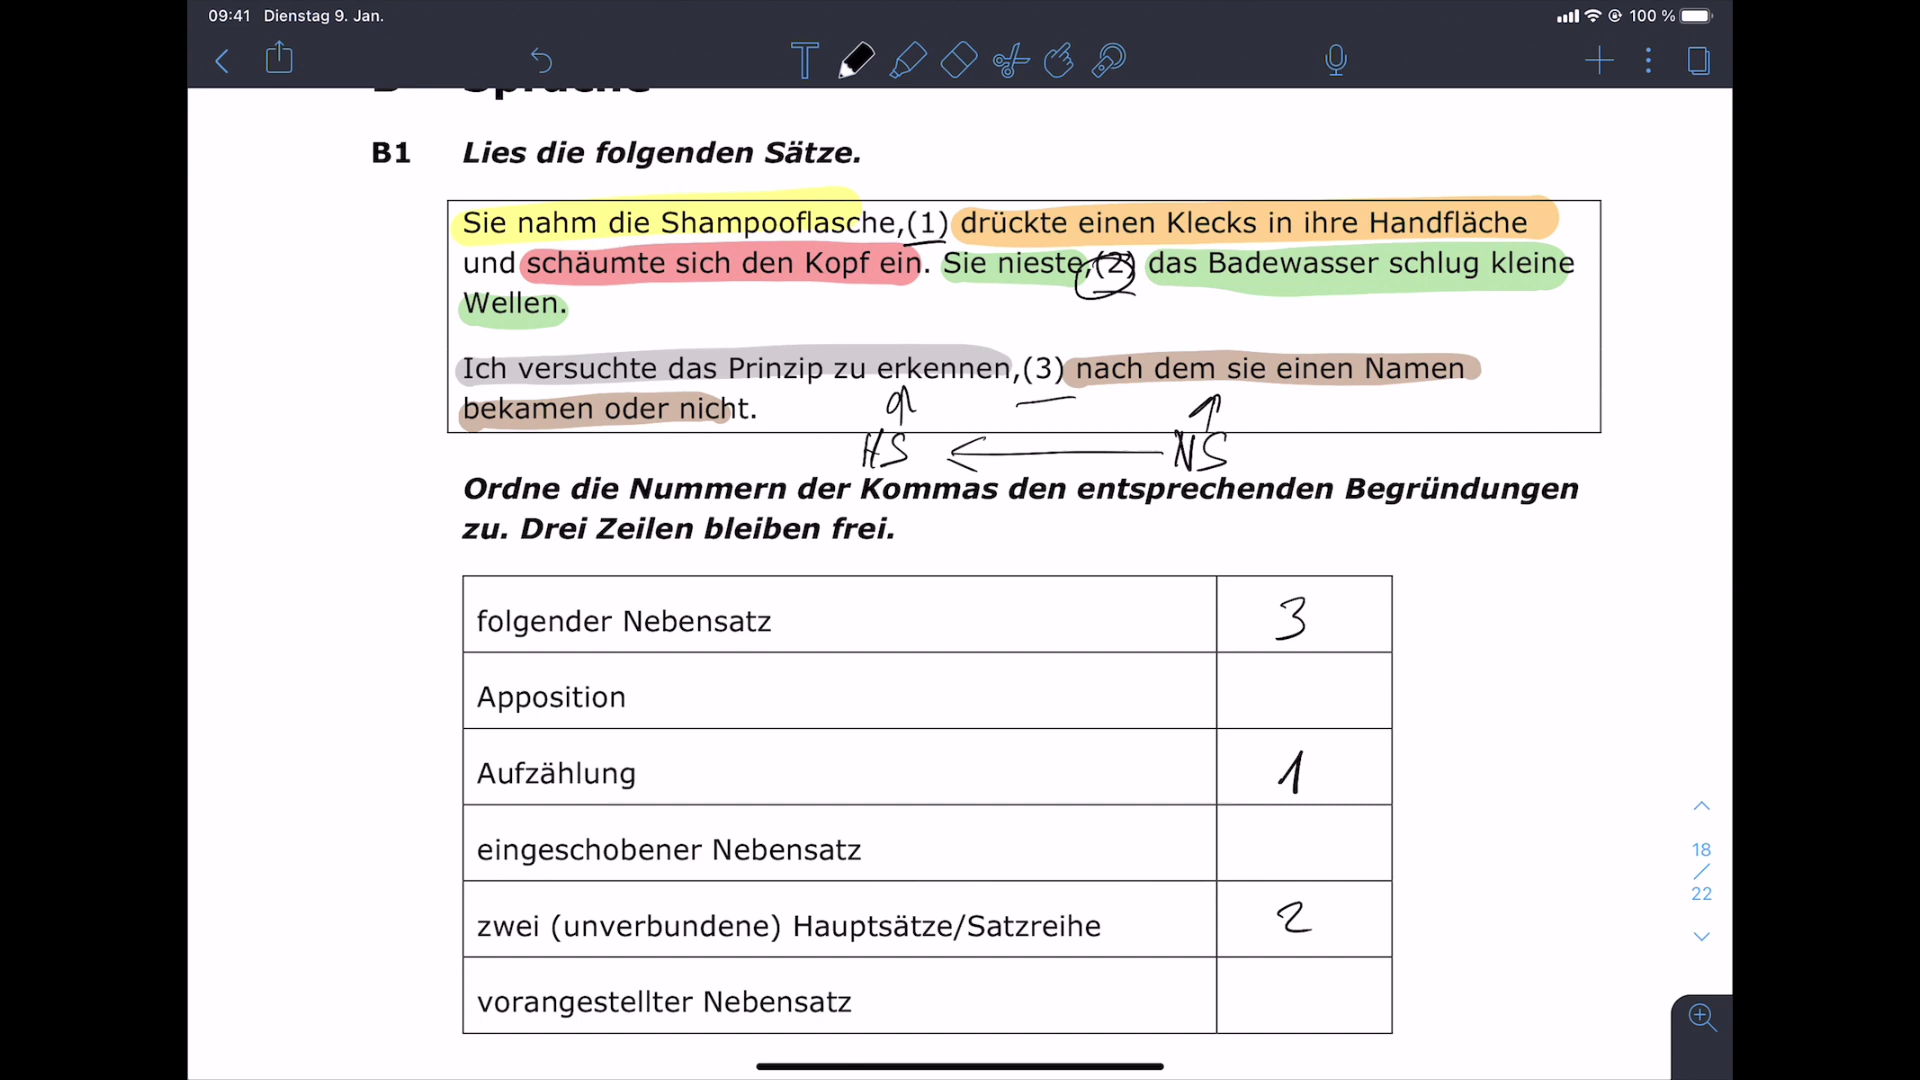 09:41 Dienstag 9. Jan.
100 %
B1 Lies die folgenden Sätze.
Sie nahm die Shampooflasche,(1) drückte einen Klecks in ihre Handfläche
und schäumte sich den Kopf ein. Sie nieste,(2) das Badewasser schlug kleine
Wellen.
Ich versuchte das Prinzip zu erkennen,(3) nach dem sie einen Namen
bekamen oder nicht.
HS NS
Ordne die Nummern der Kommas den entsprechenden Begründungen
zu. Drei Zeilen bleiben frei.
folgender Nebensatz 3
Apposition
Aufzählung 1
eingeschobener Nebensatz
zwei (unverbundene) Hauptsätze/Satzreihe 2
vorangestellter Nebensatz
18
/
22